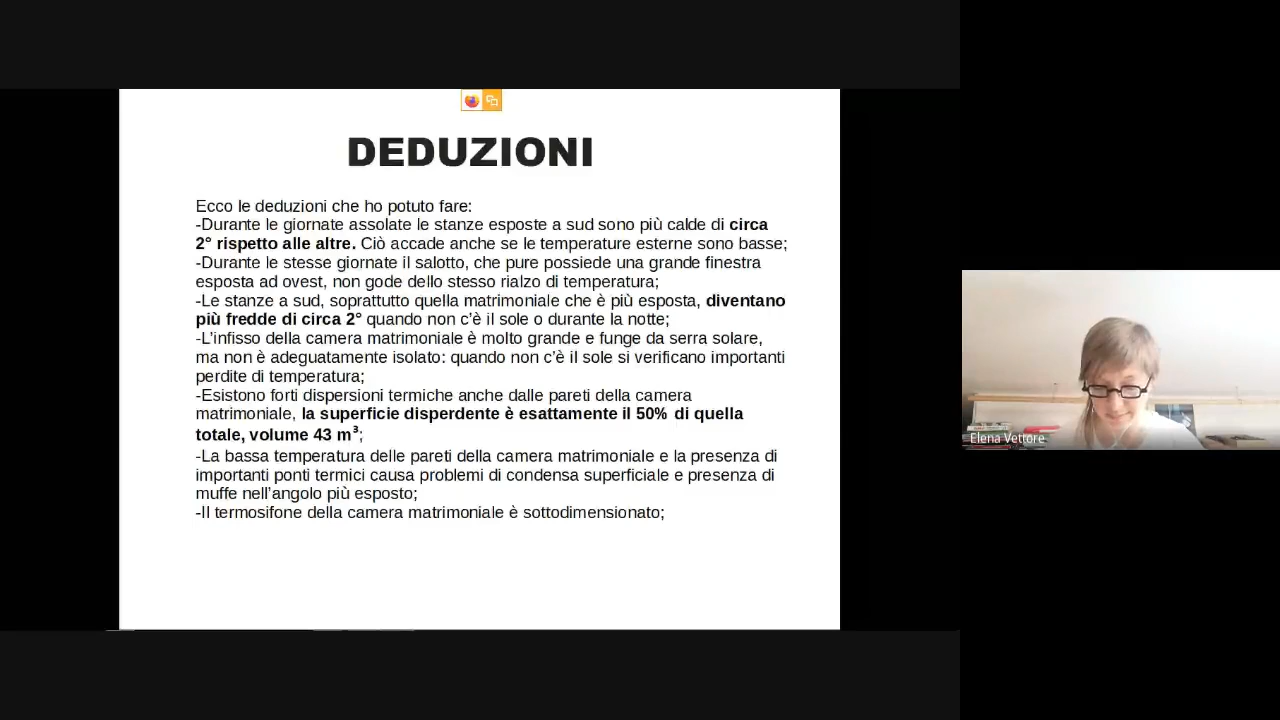 DEDUZIONI
Ecco le deduzioni che ho potuto fare:
-Durante le giornate assolate le stanze esposte a sud sono più calde di circa
2° rispetto alle altre. Ciò accade anche se le temperature esterne sono basse;
-Durante le stesse giornate il salotto, che pure possiede una grande finestra
esposta ad ovest, non gode dello stesso rialzo di temperatura;
-Le stanze a sud, soprattutto quella matrimoniale che è più esposta, diventano
più fredde di circa 2° quando non c’è il sole o durante la notte;
-L’infisso della camera matrimoniale è molto grande e funge da serra solare,
ma non è adeguatamente isolato: quando non c’è il sole si verificano importanti
perdite di temperatura;
-Esistono forti dispersioni termiche anche dalle pareti della camera
matrimoniale, la superficie disperdente è esattamente il 50% di quella
totale, volume 43 m³;
-La bassa temperatura delle pareti della camera matrimoniale e la presenza di
importanti ponti termici causa problemi di condensa superficiale e presenza di
muffe nell’angolo più esposto;
-Il termosifone della camera matrimoniale è sottodimensionato;
Elena Vettore